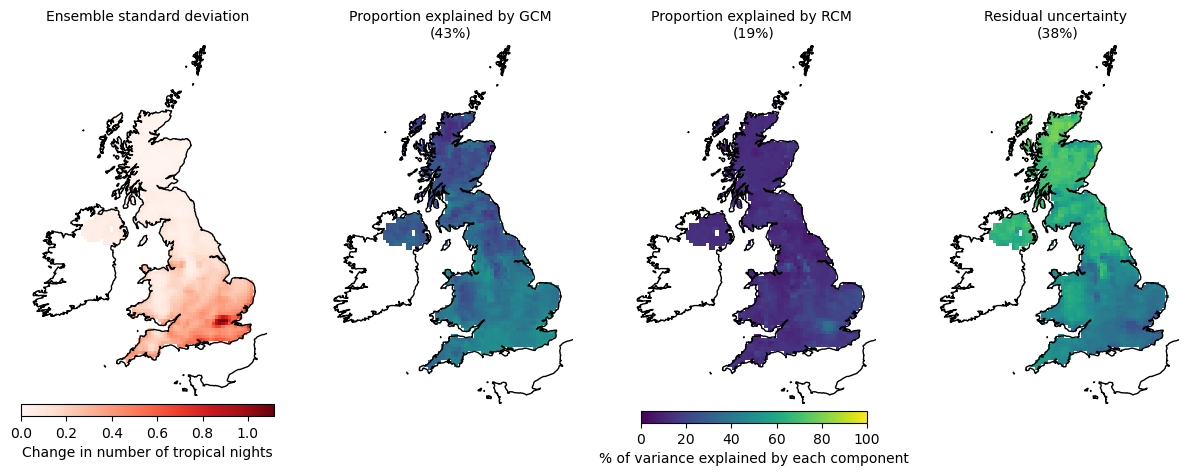 Ensemble standard deviation
Proportion explained by GCM
(43%)
Proportion explained by RCM
(19%)
Residual uncertainty
(38%)
0.0 0.2 0.4 0.6 0.8 1.0
Change in number of tropical nights
0 20 40 60 80 100
% of variance explained by each component